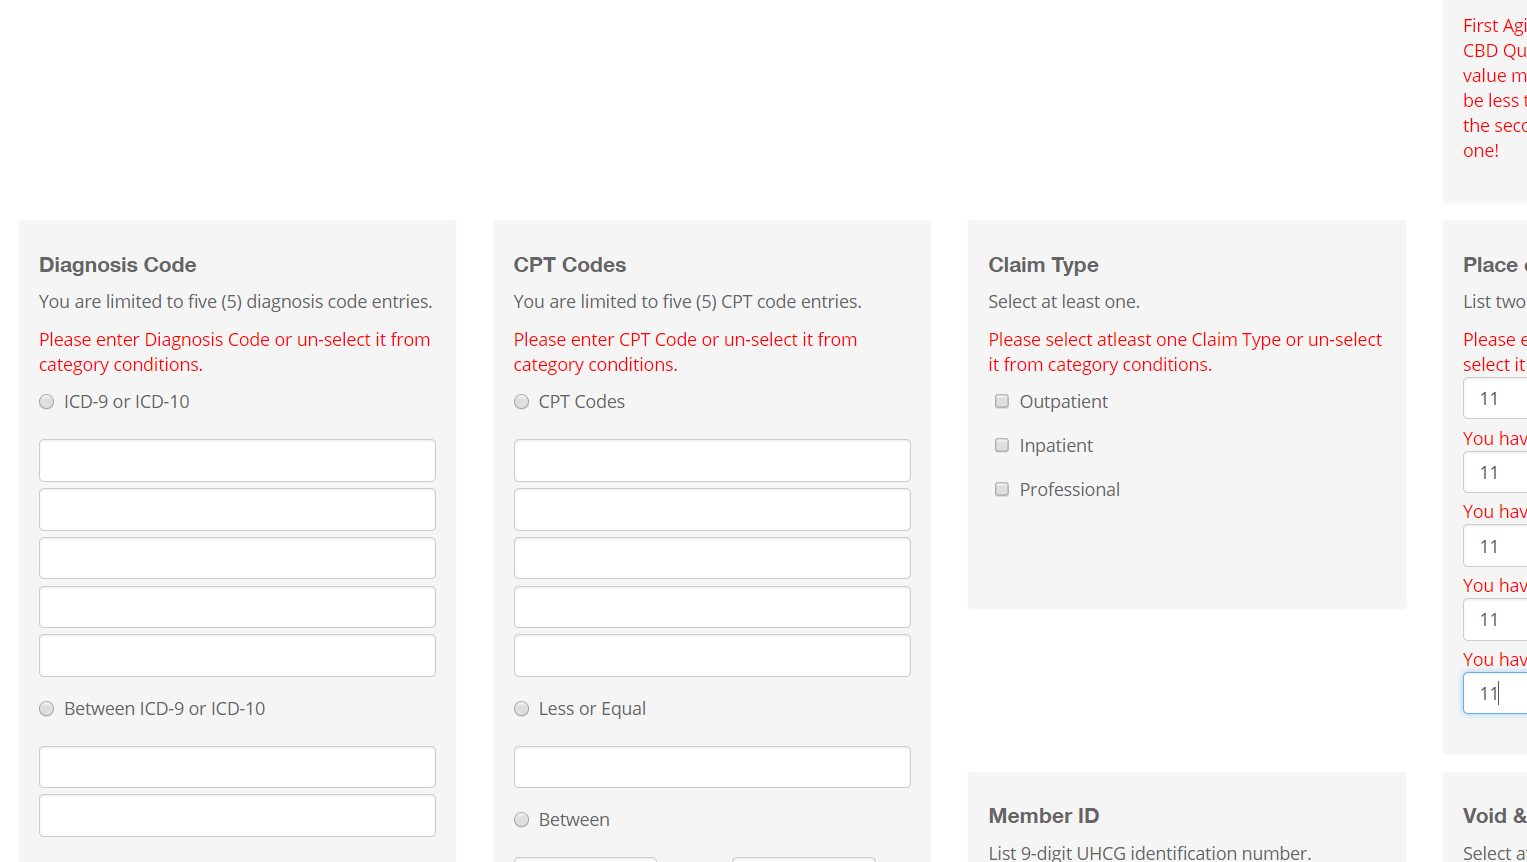 First Agi
CBD Qu
value m
be less t
the seco
one!
Diagnosis Code
You are limited to five (5) diagnosis code entries.
Please enter Diagnosis Code or un-select it from
category conditions.
ICD-9 or ICD-10
Between ICD-9 or ICD-10
CPT Codes
You are limited to five (5) CPT code entries.
Please enter CPT Code or un-select it from
category conditions.
CPT Codes
Less or Equal
Between
Claim Type
Select at least one.
Please select atleast one Claim Type or un-select
it from category conditions.
Outpatient
Inpatient
Professional
Member ID
List 9-digit UHCG identification number.
Place
List two
Please e
select it
11
You hav
11
You hav
11
You hav
11
You hav
11
Void &
Select a